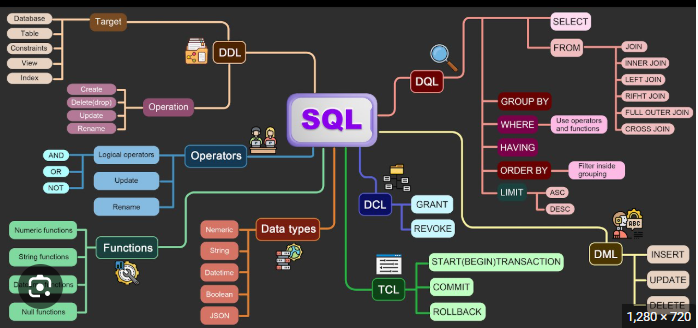 Database
Table
Constraints
View
Index
Target
DDL
Create
Delete(drop)
Update
Rename
Operation
AND
OR
NOT
Logical operators
Update
Rename
Operators
Numeric functions
String functions
Null functions
Functions
Nemeric
String
Datetime
Boolean
JSON
Data types
SQL
DQL
SELECT
FROM
JOIN
INNER JOIN
LEFT JOIN
RIFHT JOIN
FULL OUTER JOIN
CROSS JOIN
GROUP BY
WHERE
Use operators
and functions
HAVING
ORDER BY
Filter inside
grouping
LIMIT
ASC
DESC
DCL
GRANT
REVOKE
TCL
START(BEGIN)TRANSACTION
COMMIT
ROLLBACK
ABC
DML
INSERT
UPDATE
DELETE
1,280 × 720